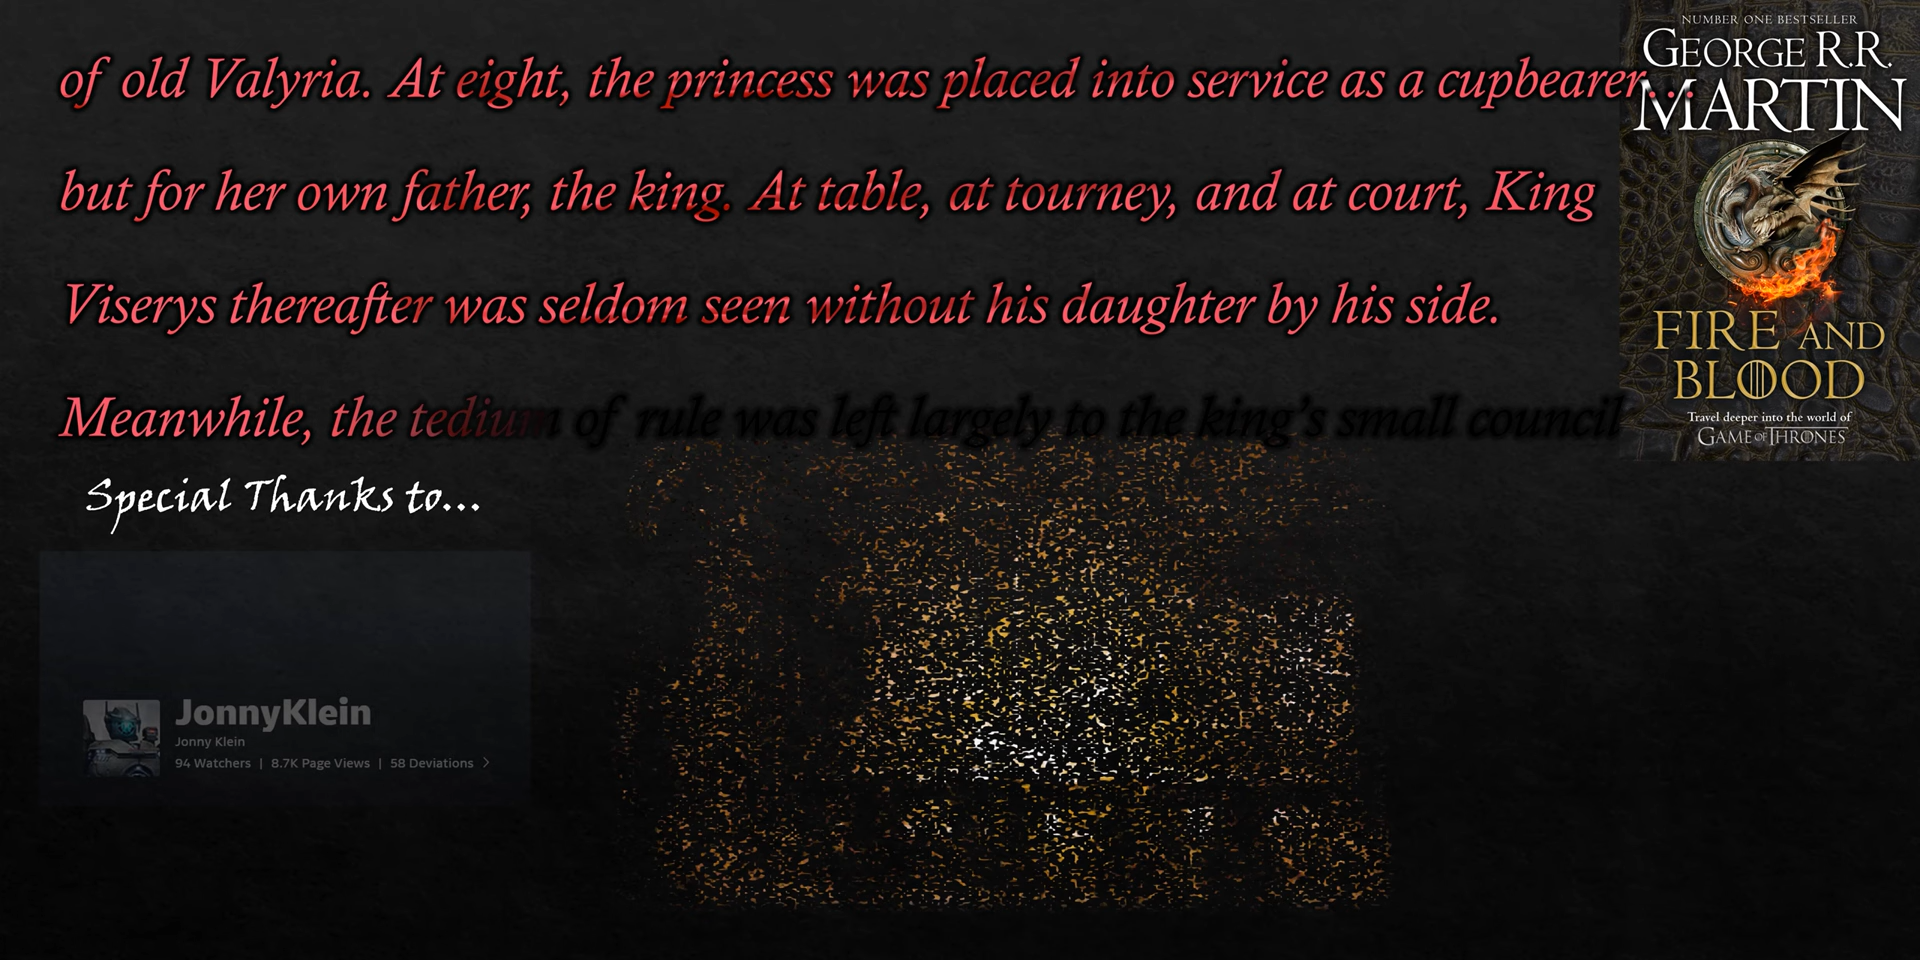 of old Valyria. At eight, the princess was placed into service as a cupbearer...
but for her own father, the king. At table, at tourney, and at court, King
Viserys thereafter was seldom seen without his daughter by his side.
Meanwhile, the tedium of rule was left largely to the king's small council
NUMBER ONE BESTSELLER
GEORGE R.R.
MARTIN
FIRE AND
BLOOD
Travel deeper into the world of
GAME OF THRONES
Special Thanks to...
JonnyKlein
Jonny Klein
94 Watchers | 8.7K Page Views | 58 Deviations >